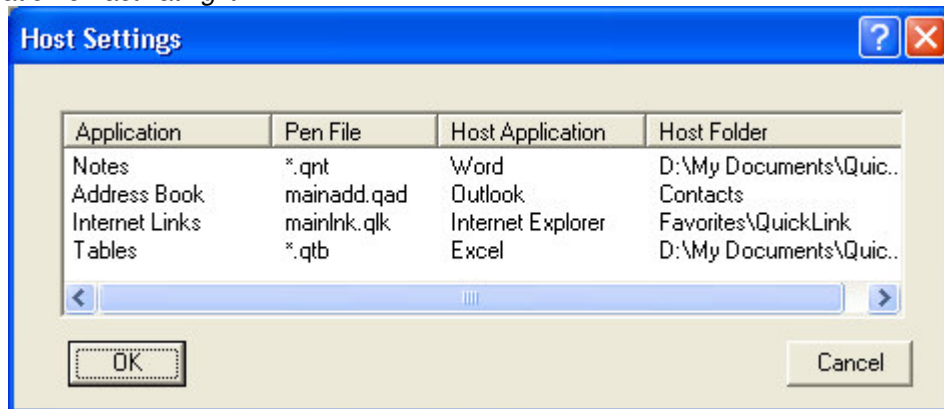 Host Settings
Application Pen File Host Application Host Folder
Notes *.qnt Word D:\My Documents\Quic..
Address Book mainadd.qad Outlook Contacts
Internet Links mainlnk.qlk Internet Explorer Favorites\QuickLink
Tables *.qtb Excel D:\My Documents\Quic..
OK Cancel